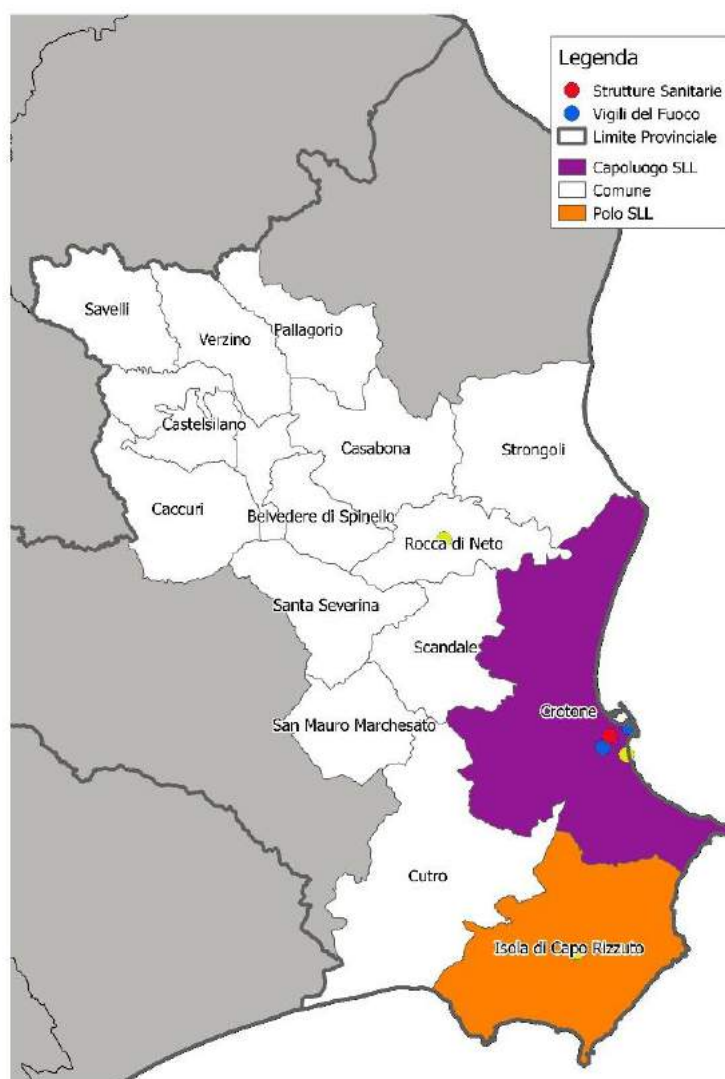 Legenda
Strutture Sanitarie
Vigili del Fuoco
Limite Provinciale
Capoluogo SLL
Comune
Polo SLL
Savelli
Verzino
Pallagorio
Castelsilano
Casabona
Strongoli
Caccuri
Belvedere di Spinello
Rocca di Neto
Santa Severina
Scandale
San Mauro Marchesato
Crotone
Cutro
Isola di Capo Rizzuto